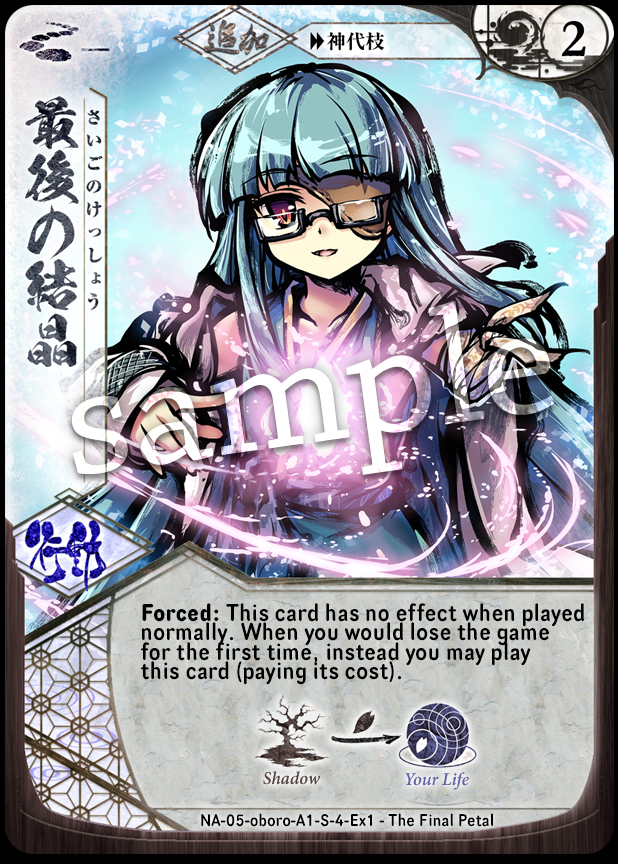 追加
神代枝
2
最後の結晶
さいごのけっしょう
sample
行動
Forced: This card has no effect when played
normally. When you would lose the game
for the first time, instead you may play
this card (paying its cost).
Shadow
Your Life
NA-05-oboro-A1-S-4-Ex1 - The Final Petal